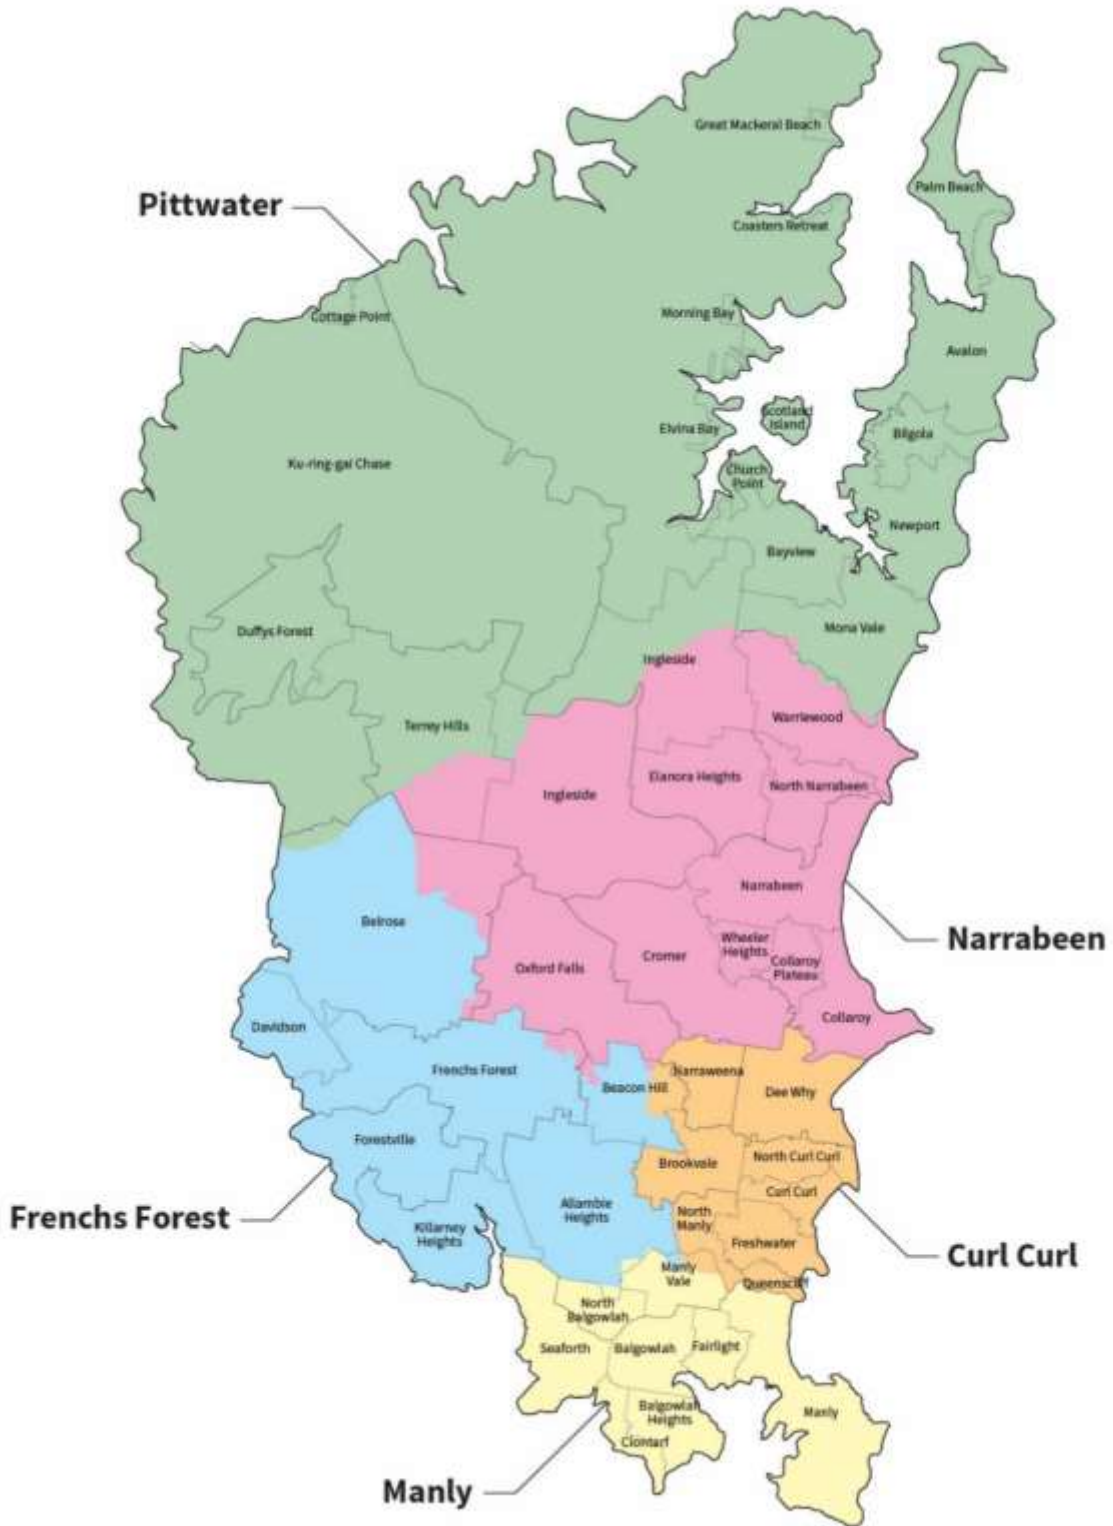 Great Mackeral Beach
Palm Beach
Pittwater
Coasters Retreat
Morning Bay
Cottage Point
Avalon
Scotland
Island
Elvina Bay
Bilgola
Ku-ring-gai Chase
Church
Point
Newport
Bayview
Duffys Forest
Mona Vale
Ingleside
Terrey Hills
Warriewood
Elanora Heights
North Narrabeen
Ingleside
Narrabeen
Belrose
Narrabeen
Wheeler
Heights
Cromer
Collaroy
Plateau
Oxford Falls
Collaroy
Davidson
Frenchs Forest
Narraweena
Beacon Hill
Dee Why
Forestville
Brookvale
North Curl Curl
Curl Curl
Frenchs Forest
Allambie
Heights
North
Manly
Killarney
Heights
Freshwater
Curl Curl
Manly
Vale
Queenscliff
North
Balgowlah
Seaforth
Balgowlah
Fairlight
Balgowlah
Heights
Manly
Clontarf
Manly